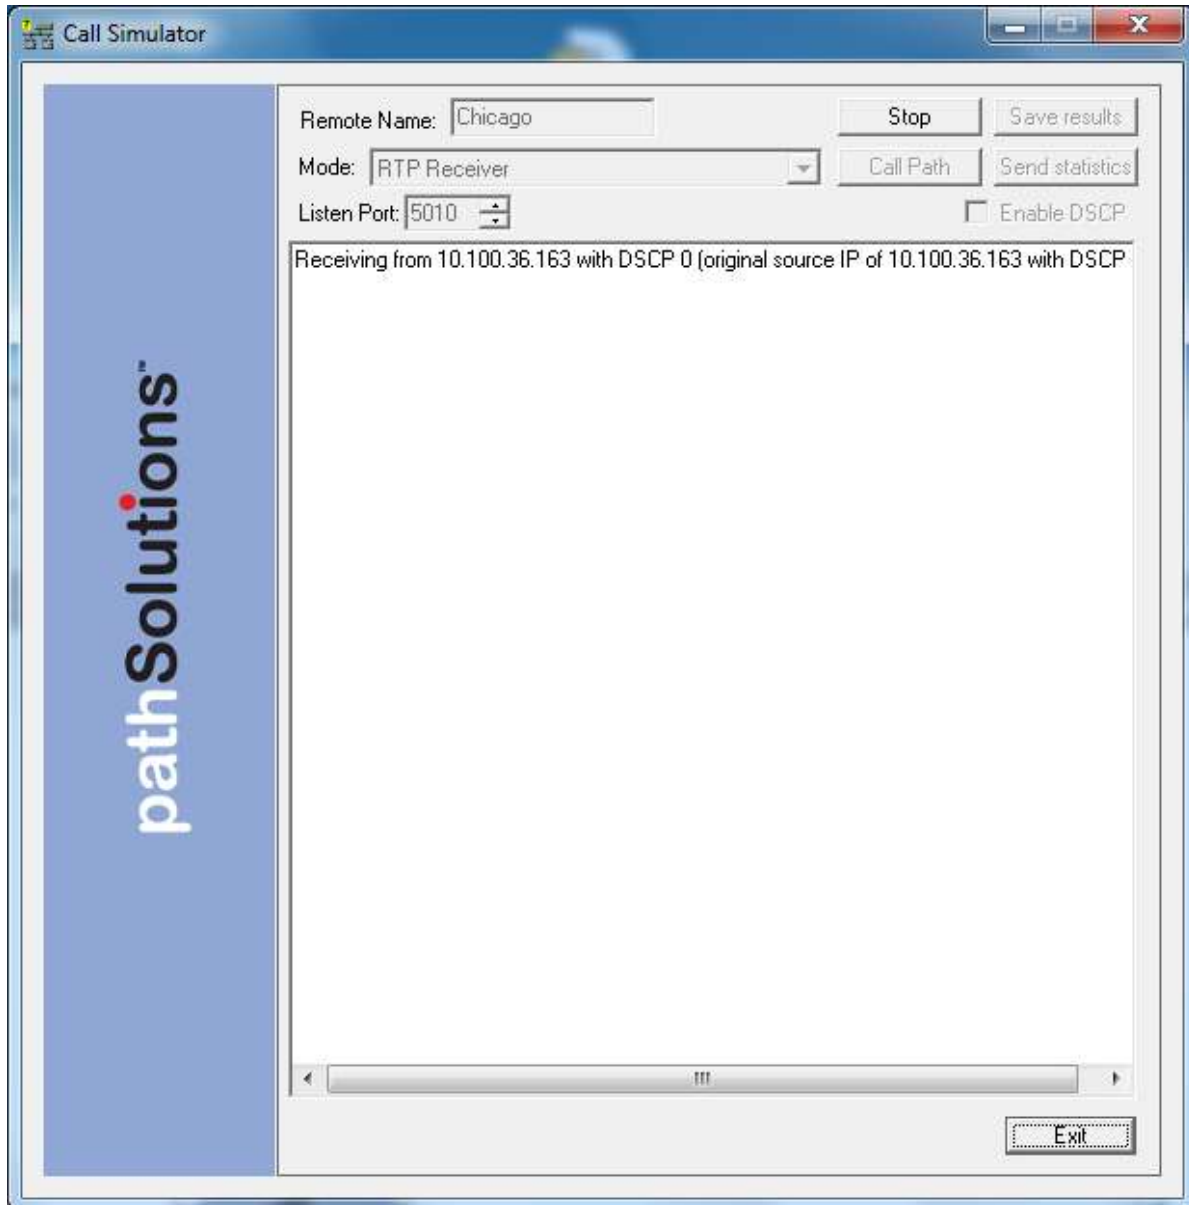 Call Simulator
Remote Name: Chicago
Stop
Save results
Mode: RTP Receiver
Call Path
Send statistics
Listen Port: 5010
Enable DSCP
Receiving from 10.100.36.163 with DSCP 0 (original source IP of 10.100.36.163 with DSCP
pathSolutions™
Exit